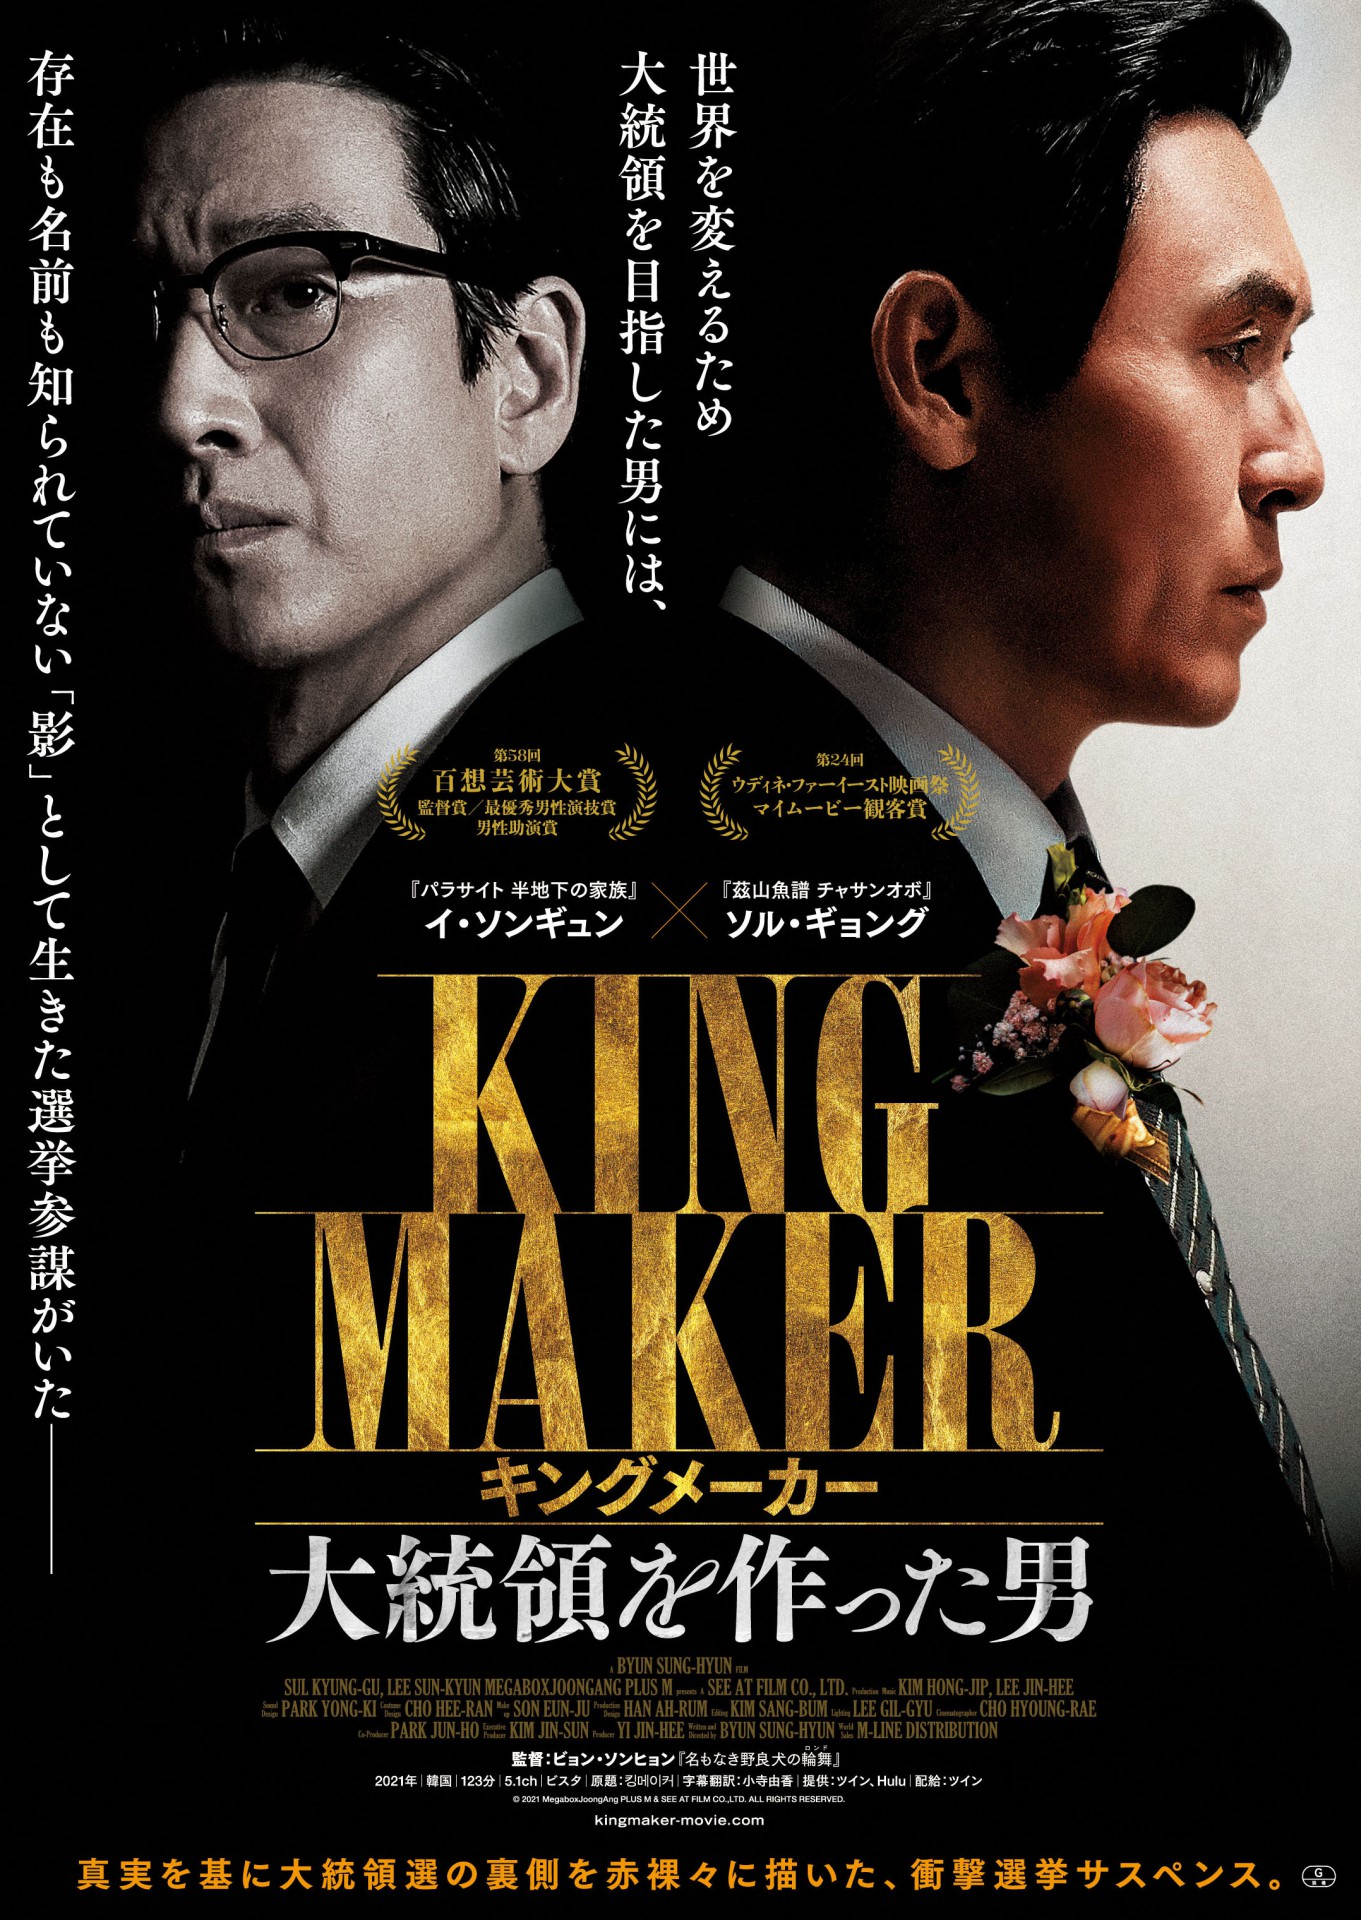 世界を変えるため
大統領を目指した男には、
存在も名前も知られていない「影」として生きた選挙参謀がいた――
第58回
百想芸術大賞
監督賞／最優秀男性演技賞
男性助演賞
第24回
ウディネ・ファーイースト映画祭
マイムービー観客賞
『パラサイト 半地下の家族』
イ・ソンギュン
×
『茲山魚譜 チャサンオボ』
ソル・ギョング
KING
MAKER
キングメーカー
大統領を作った男
A BYUN SUNG-HYUN FILM
SUL KYUNG-GU, LEE SUN-KYUN MEGABOXJOONGANG PLUS M presents A SEE AT FILM CO., LTD. Production Music KIM HONG-JIP, LEE JIN-HEE
Sound Design PARK YONG-KI Costume Design CHO HEE-RAN Make up SON EUN-JU Production Design HAN AH-RUM Editing KIM SANG-BUM Lighting LEE GIL-GYU Cinematographer CHO HYOUNG-RAE
Co-Producer PARK JUN-HO Executive Producer KIM JIN-SUN Producer YI JIN-HEE Written and Directed by BYUN SUNG-HYUN World Sales M-LINE DISTRIBUTION
監督：ビョン・ソンヒョン『名もなき野良犬の輪舞』
ロンド
2021年｜韓国｜123分｜5.1ch｜ビスタ｜原題：킹메이커｜字幕翻訳：小寺由香｜提供：ツイン、Hulu｜配給：ツイン
© 2021 MegaboxJoongAng PLUS M & SEE AT FILM CO.,LTD. ALL RIGHTS RESERVED.
kingmaker-movie.com
真実を基に大統領選の裏側を赤裸々に描いた、衝撃選挙サスペンス。
G